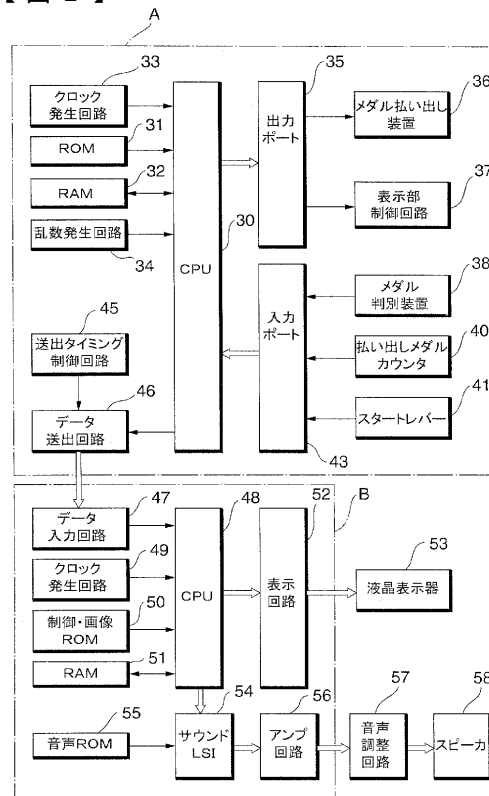 A
33
クロック
発生回路
31
ROM
32
RAM
乱数発生回路
34
30
CPU
35
出力
ポート
36
メダル払い出し
装置
37
表示部
制御回路
38
メダル
判別装置
入力
ポート
40
払い出しメダル
カウンタ
41
スタートレバー
43
45
送出タイミング
制御回路
46
データ
送出回路
47
データ
入力回路
48
CPU
49
クロック
発生回路
50
制御・画像
ROM
51
RAM
52
表示
回路
B
53
液晶表示器
54
サウンド
LSI
55
音声ROM
56
アンプ
回路
57
音声
調整
回路
58
スピーカ